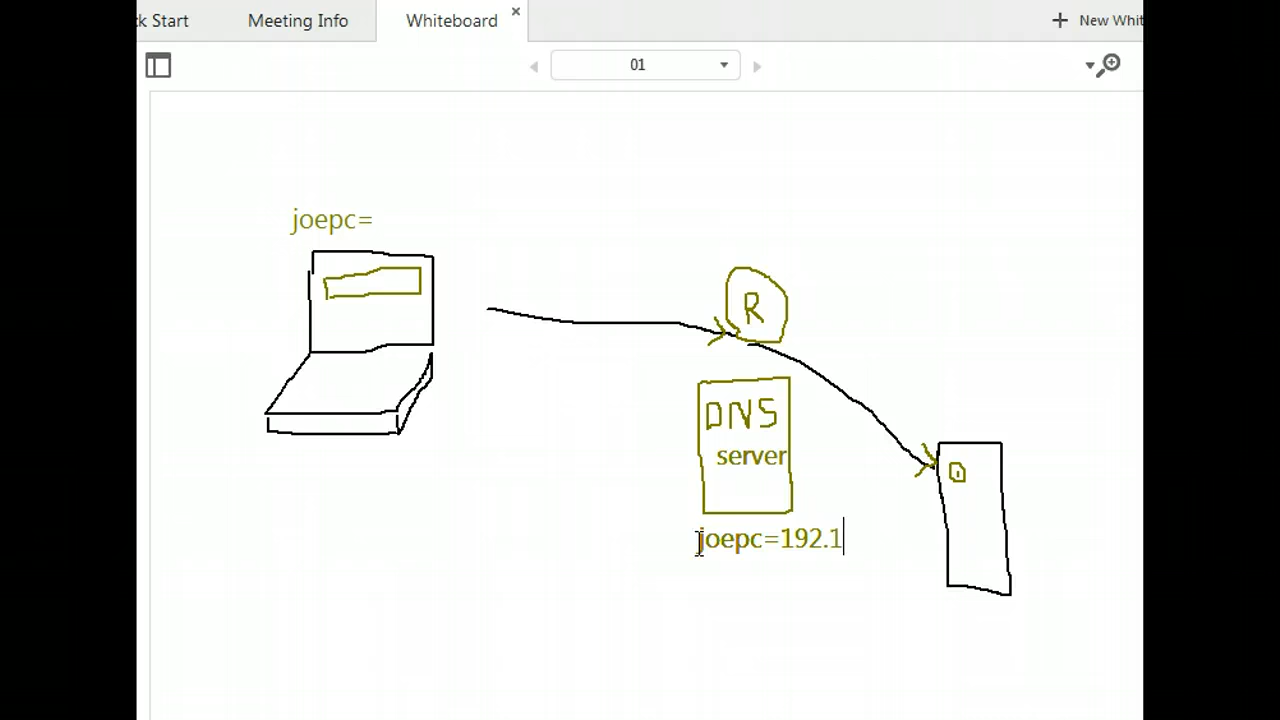 k Start
Meeting Info
Whiteboard
New Whit
01
joepc=
R
DNS
server
joepc=192.1